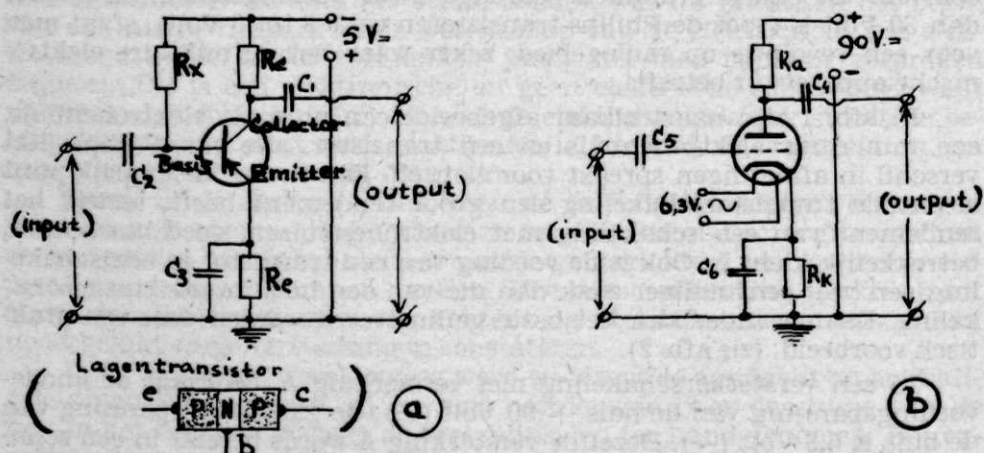 −
5V=
+
Rx
Rc
C1
Collector
Basis
Emitter
C2
(input)
(output)
C3
Re
Lagentransistor
e
P N P
c
b
a
+
90V=
−
Ra
C4
C5
6,3V
(input)
(output)
C6
Rk
b